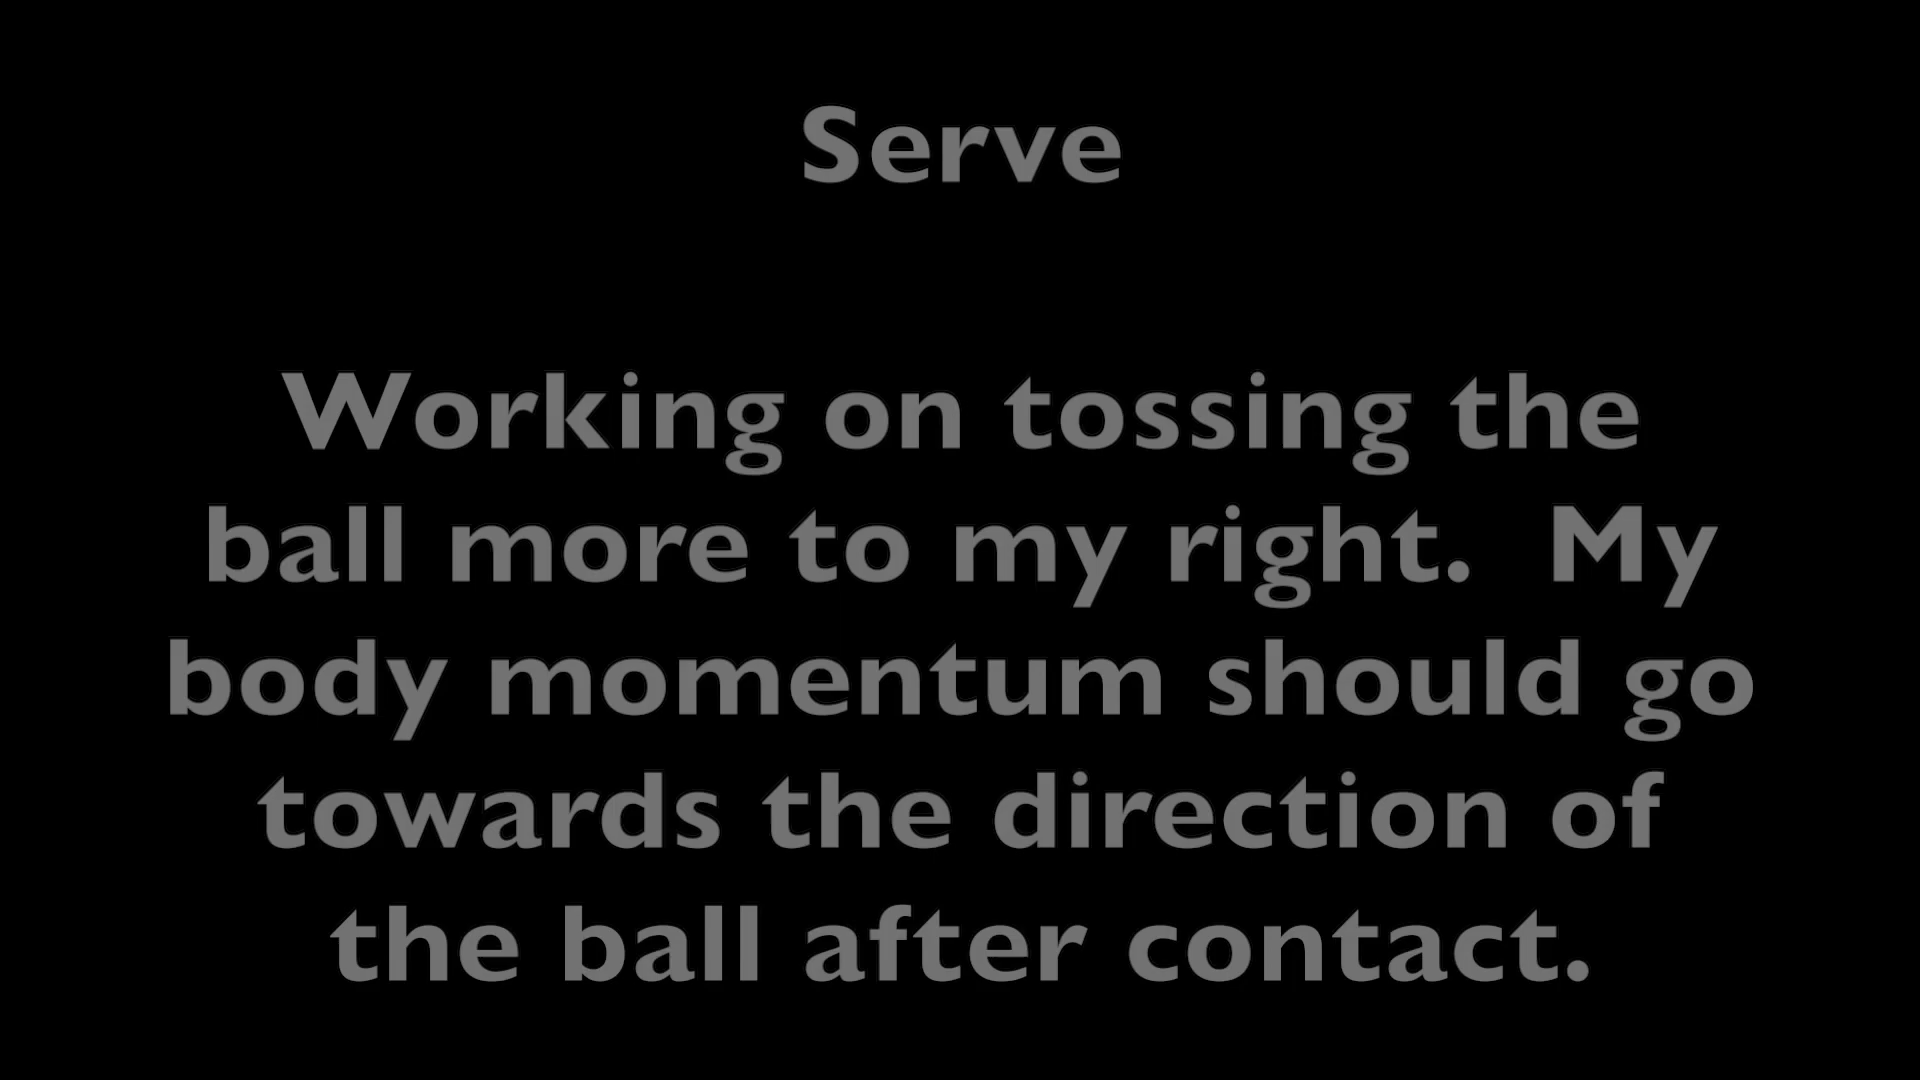 Serve
Working on tossing the
ball more to my right.  My
body momentum should go
towards the direction of
the ball after contact.